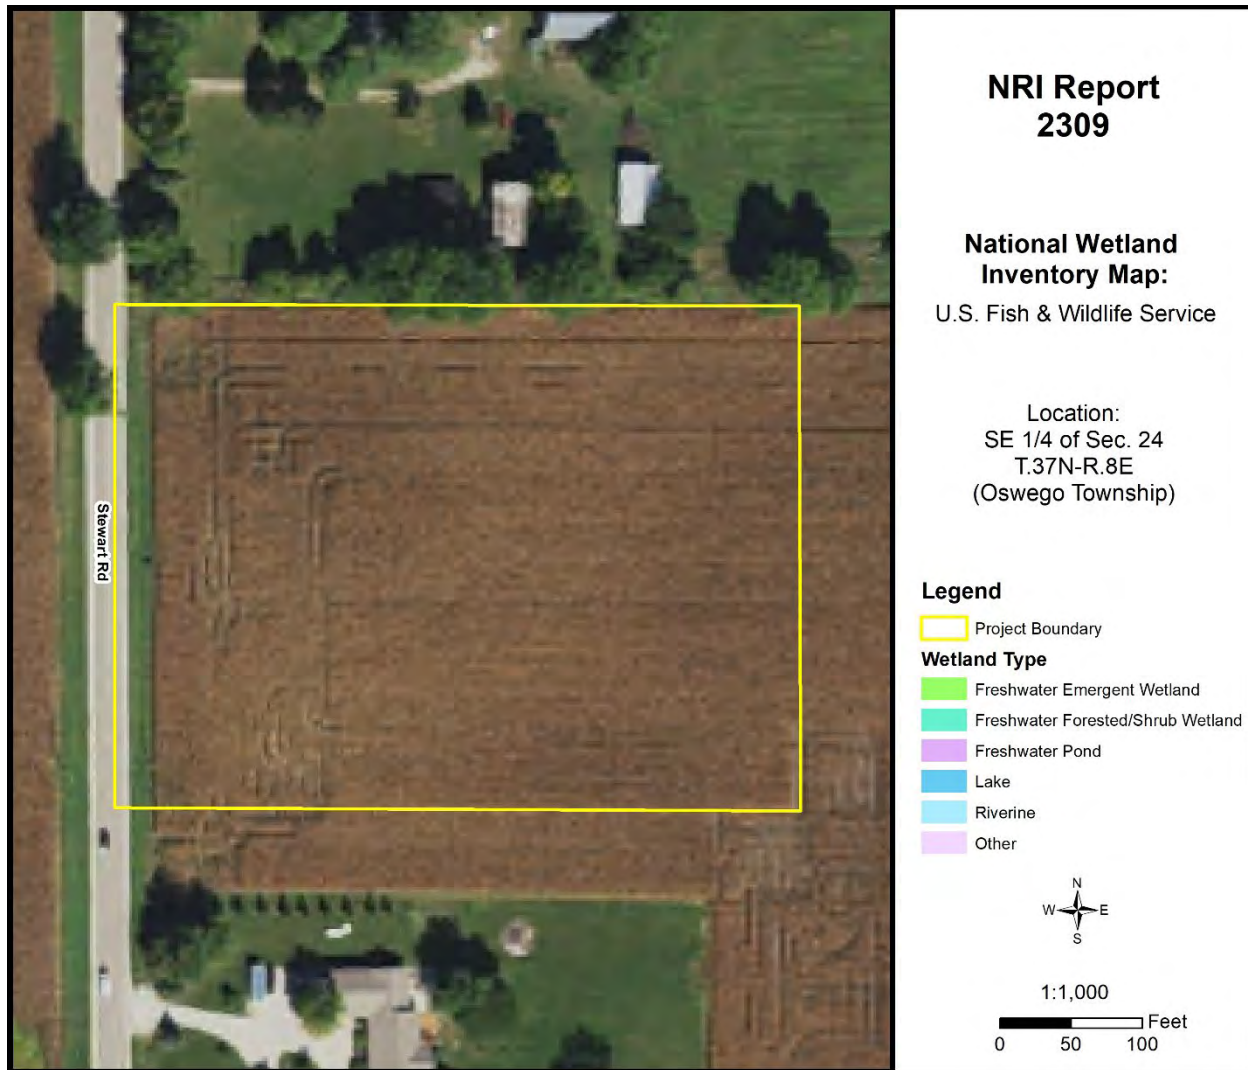 NRI Report
2309
National Wetland
Inventory Map:
U.S. Fish & Wildlife Service
Location:
SE 1/4 of Sec. 24
T.37N-R.8E
(Oswego Township)
Stewart Rd
Legend
Project Boundary
Wetland Type
Freshwater Emergent Wetland
Freshwater Forested/Shrub Wetland
Freshwater Pond
Lake
Riverine
Other
N
W E
S
1:1,000
Feet
0 50 100